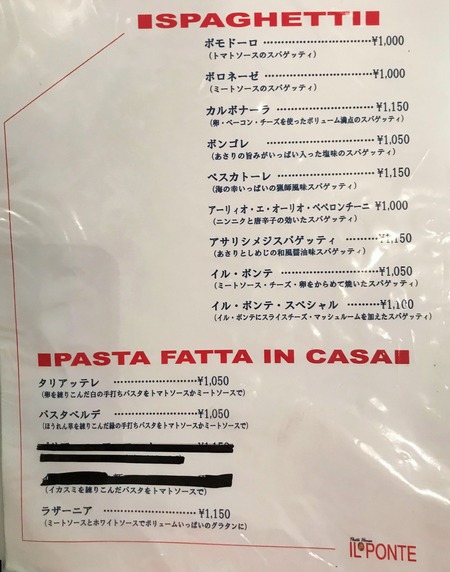 SPAGHETTI
ポモドーロ ……………………… ¥1,000
(トマトソースのスパゲッティ)
ボロネーゼ ……………………… ¥1,000
(ミートソースのスパゲッティ)
カルボナーラ …………………… ¥1,150
(卵・ベーコン・チーズを使ったボリューム満点のスパゲッティ)
ボンゴレ ………………………… ¥1,050
(あさりの旨みがいっぱい入った塩味のスパゲッティ)
ペスカトーレ …………………… ¥1,150
(海の幸いっぱいの猟師風味スパゲッティ)
アーリィオ・エ・オーリオ・ペペロンチーニ ¥1,000
(ニンニクと唐辛子の効いたスパゲッティ)
アサリシメジスパゲッティ ……… ¥1,150
(あさりとしめじの和風醤油味スパゲッティ)
イル・ポンテ …………………… ¥1,050
(ミートソース・チーズ・卵をからめて焼いたスパゲッティ)
イル・ポンテ・スペシャル ……… ¥1,100
(イル・ポンテにスライスチーズ・マッシュルームを加えたスパゲッティ)
PASTA FATTA IN CASA
タリアッテレ …………………… ¥1,050
(卵を練りこんだ白の手打ちパスタをトマトソースかミートソースで)
パスタベルデ …………………… ¥1,050
(ほうれん草を練りこんだ緑の手打ちパスタをトマトソースかミートソースで)
¥1,150
(イカスミを練りこんだパスタをトマトソースで)
ラザーニア ……………………… ¥1,150
(ミートソースとホワイトソースでボリュームいっぱいのグラタンに)
IL PONTE